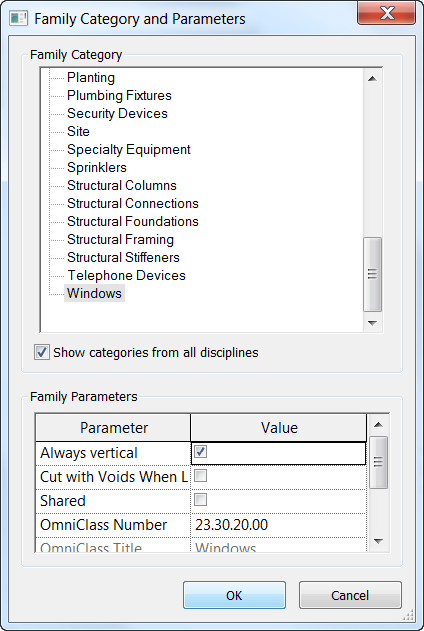 Family Category and Parameters
Family Category
Planting
Plumbing Fixtures
Security Devices
Site
Specialty Equipment
Sprinklers
Structural Columns
Structural Connections
Structural Foundations
Structural Framing
Structural Stiffeners
Telephone Devices
Windows
Show categories from all disciplines
Family Parameters
Parameter Value
Always vertical
Cut with Voids When L
Shared
OmniClass Number 23.30.20.00
OmniClass Title Windows
OK Cancel